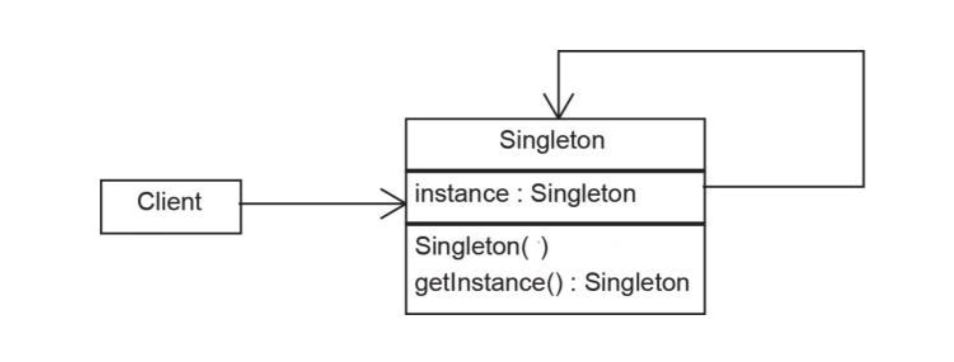 Singleton
Client
instance : Singleton
Singleton( )
getInstance() : Singleton